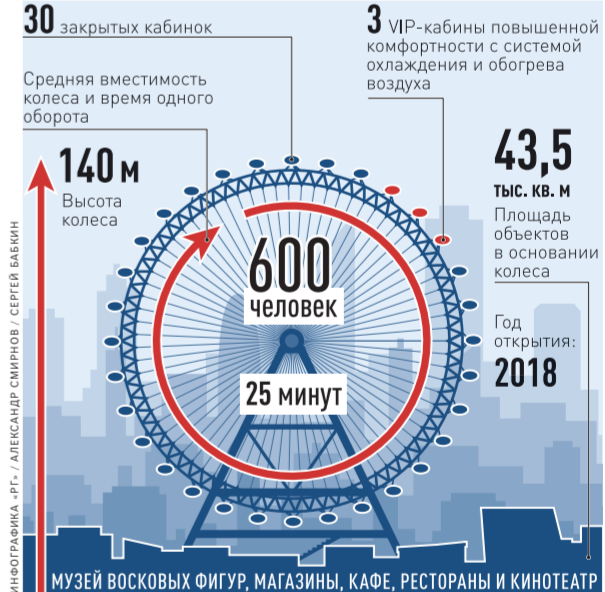 30 закрытых кабинок
3 VIP-кабины повышенной
комфортности с системой
охлаждения и обогрева
воздуха
Средняя вместимость
колеса и время одного
оборота
140 м
Высота
колеса
600
человек
25 минут
43,5
тыс. кв. м
Площадь
объектов
в основании
колеса
Год
открытия:
2018
МУЗЕЙ ВОСКОВЫХ ФИГУР, МАГАЗИНЫ, КАФЕ, РЕСТОРАНЫ И КИНОТЕАТР
ИНФОГРАФИКА «РГ» / АЛЕКСАНДР СМИРНОВ / СЕРГЕЙ БАБКИН